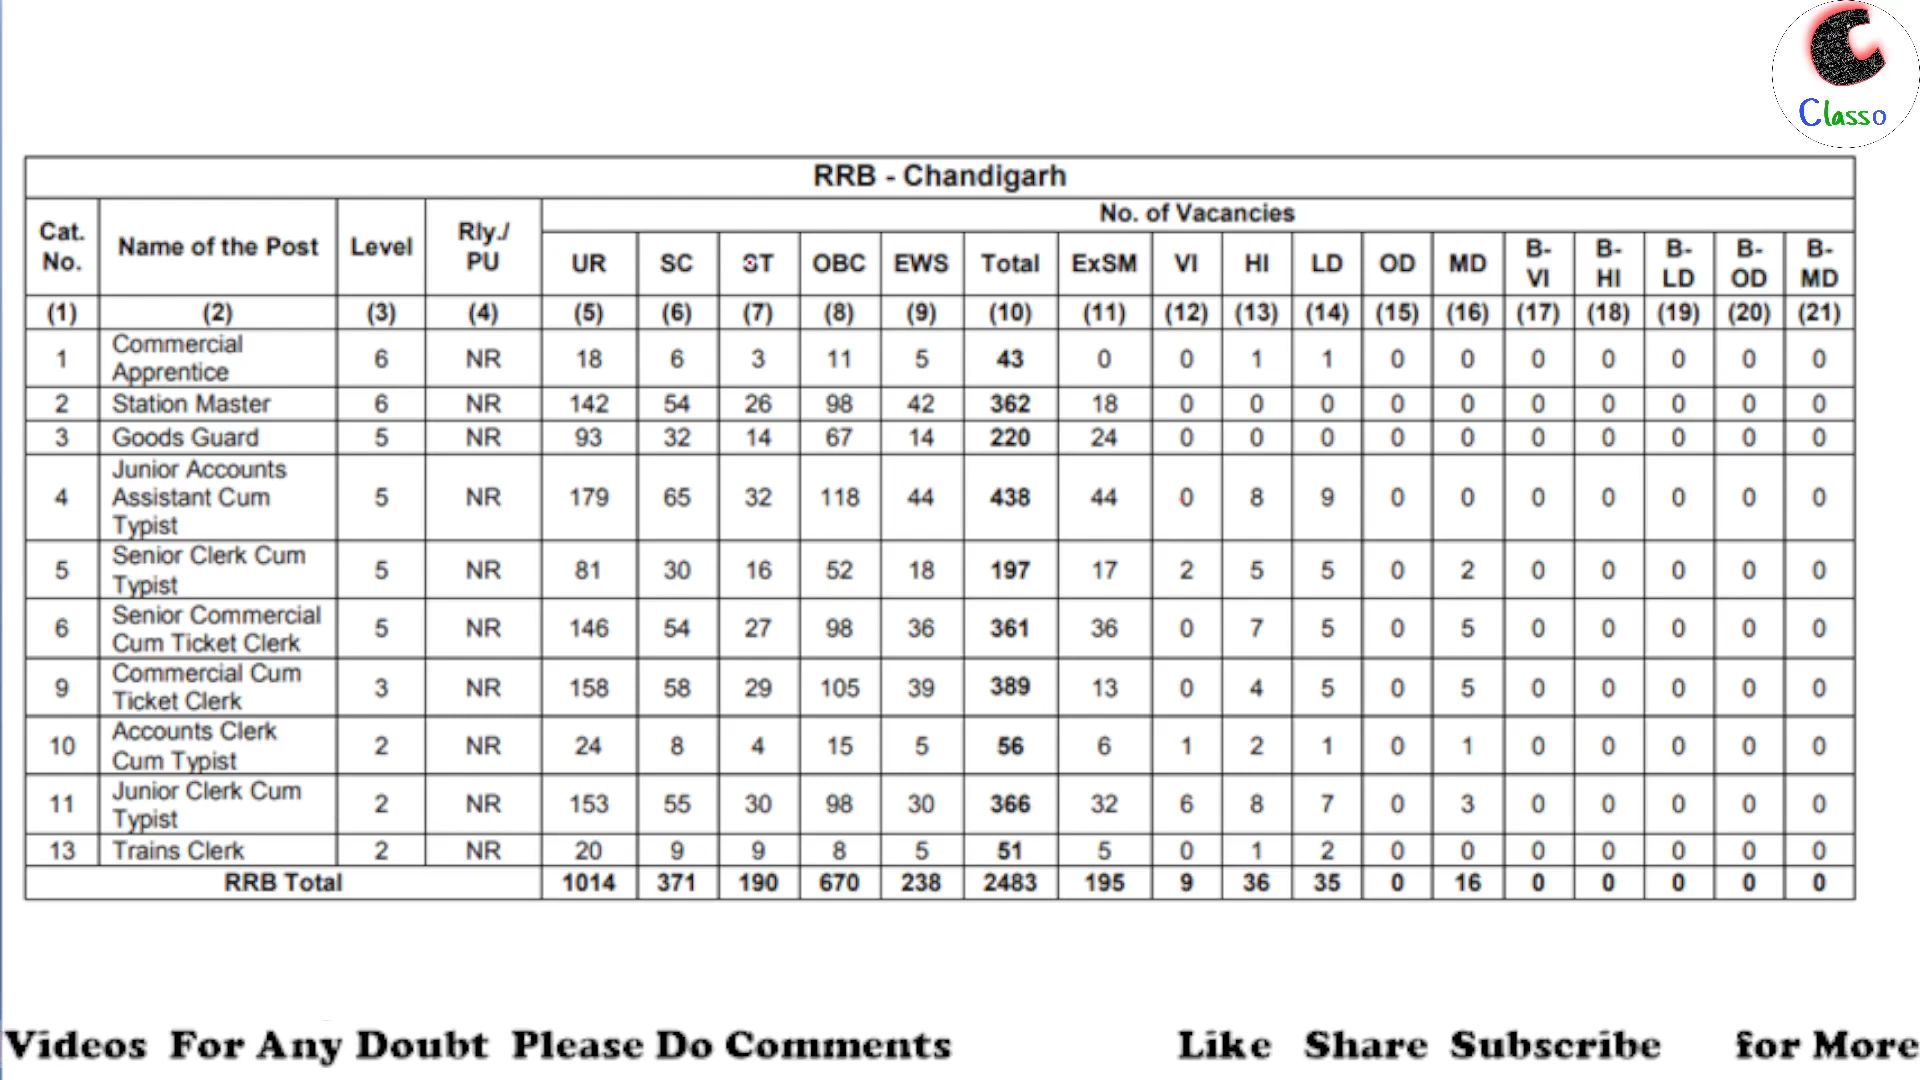 C
Classo
RRB - Chandigarh
Cat. No. Name of the Post Level Rly./ PU No. of Vacancies
UR SC ST OBC EWS Total ExSM VI HI LD OD MD B-VI B-HI B-LD B-OD B-MD
(1) (2) (3) (4) (5) (6) (7) (8) (9) (10) (11) (12) (13) (14) (15) (16) (17) (18) (19) (20) (21)
1 Commercial Apprentice 6 NR 18 6 3 11 5 43 0 0 1 1 0 0 0 0 0 0 0
2 Station Master 6 NR 142 54 26 98 42 362 18 0 0 0 0 0 0 0 0 0 0
3 Goods Guard 5 NR 93 32 14 67 14 220 24 0 0 0 0 0 0 0 0 0 0
4 Junior Accounts Assistant Cum Typist 5 NR 179 65 32 118 44 438 44 0 8 9 0 0 0 0 0 0 0
5 Senior Clerk Cum Typist 5 NR 81 30 16 52 18 197 17 2 5 5 0 2 0 0 0 0 0
6 Senior Commercial Cum Ticket Clerk 5 NR 146 54 27 98 36 361 36 0 7 5 0 5 0 0 0 0 0
9 Commercial Cum Ticket Clerk 3 NR 158 58 29 105 39 389 13 0 4 5 0 5 0 0 0 0 0
10 Accounts Clerk Cum Typist 2 NR 24 8 4 15 5 56 6 1 2 1 0 1 0 0 0 0 0
11 Junior Clerk Cum Typist 2 NR 153 55 30 98 30 366 32 6 8 7 0 3 0 0 0 0 0
13 Trains Clerk 2 NR 20 9 9 8 5 51 5 0 1 2 0 0 0 0 0 0 0
RRB Total 1014 371 190 670 238 2483 195 9 36 35 0 16 0 0 0 0 0
Videos For Any Doubt Please Do Comments Like Share Subscribe for More